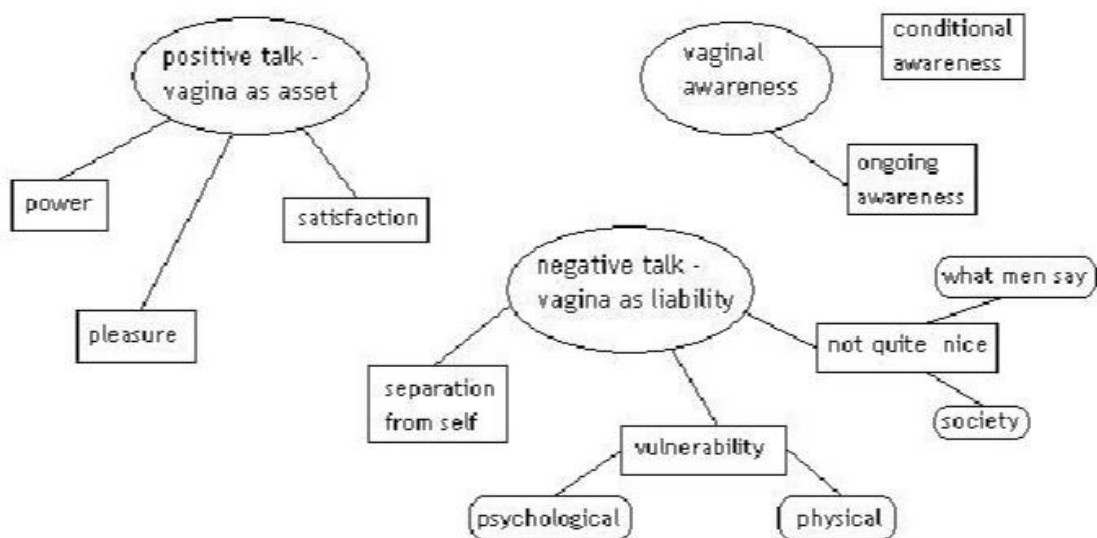 positive talk -
vagina as asset
power
pleasure
satisfaction
vaginal
awareness
conditional
awareness
ongoing
awareness
negative talk -
vagina as liability
separation
from self
vulnerability
psychological
physical
not quite nice
what men say
society